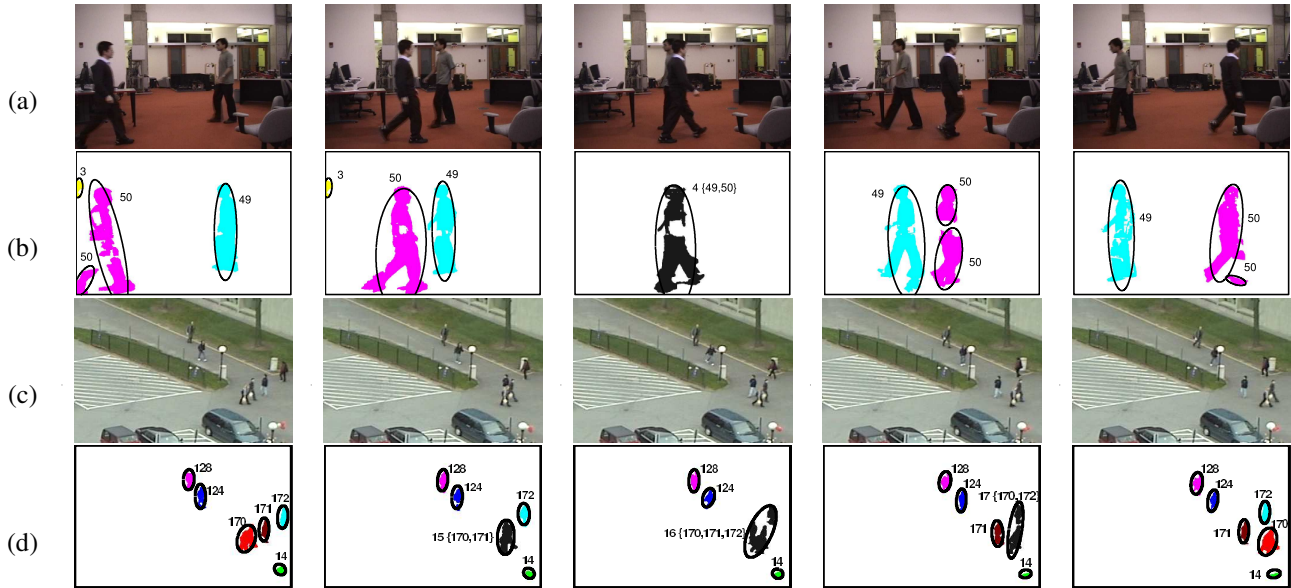 (a)
(b)
3 50 49 50
3 50 49
4 {49,50}
49 50 50
49 50 50
(c)
(d)
128 124 172 171 170 14
128 124 172 15 {170,171} 14
128 124 16 {170,171,172} 14
128 124 17 {170,172} 171 14
128 124 172 170 171 14